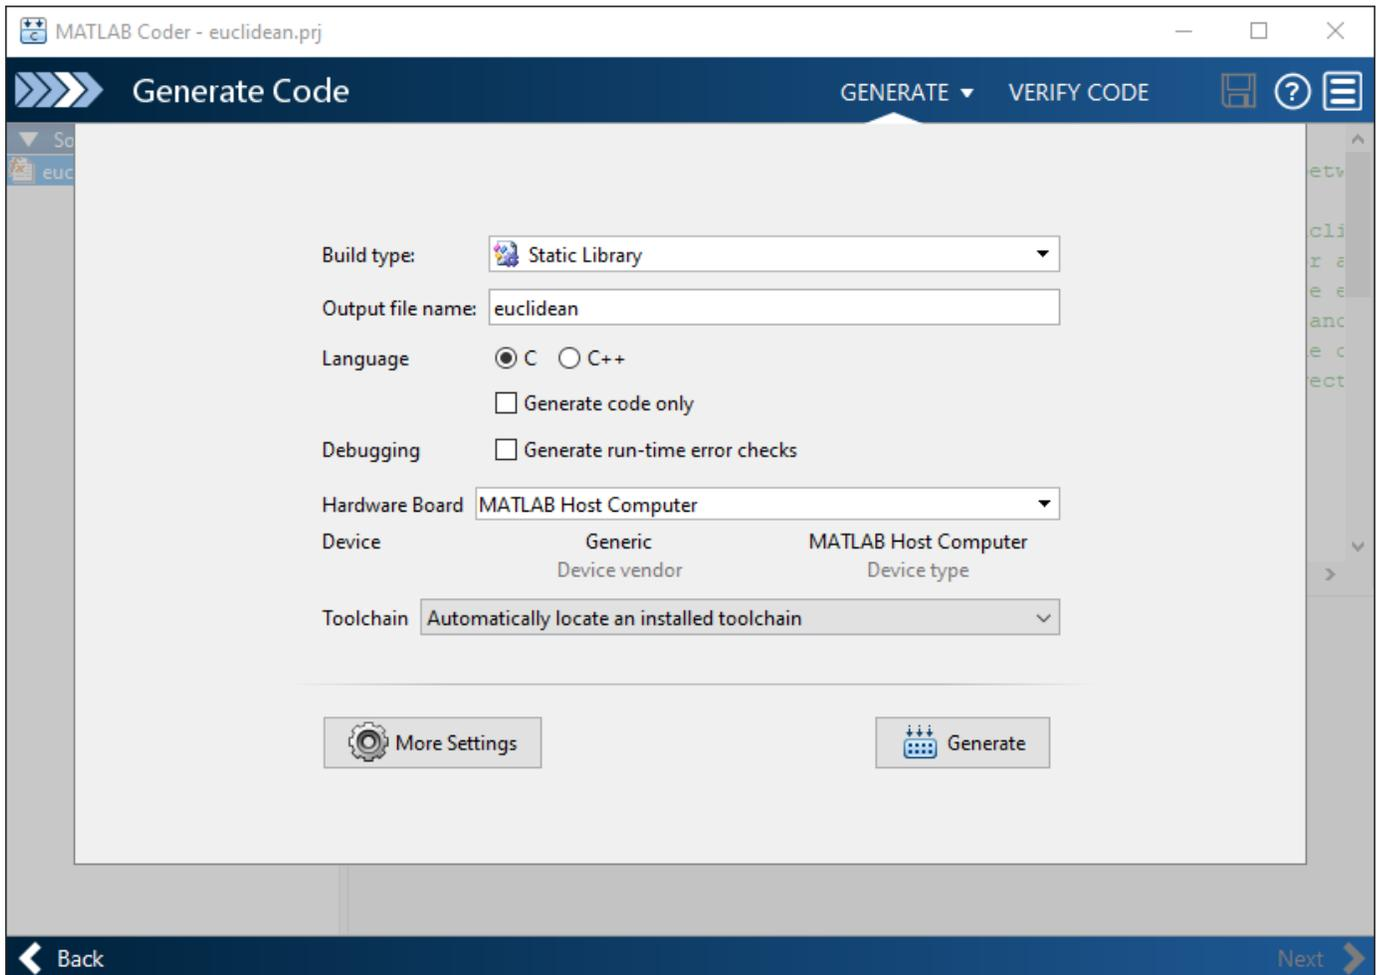 MATLAB Coder - euclidean.prj
Generate Code GENERATE VERIFY CODE
Build type: Static Library
Output file name: euclidean
Language C C++
Generate code only
Debugging Generate run-time error checks
Hardware Board MATLAB Host Computer
Device Generic MATLAB Host Computer
Device vendor Device type
Toolchain Automatically locate an installed toolchain
More Settings Generate
Back Next